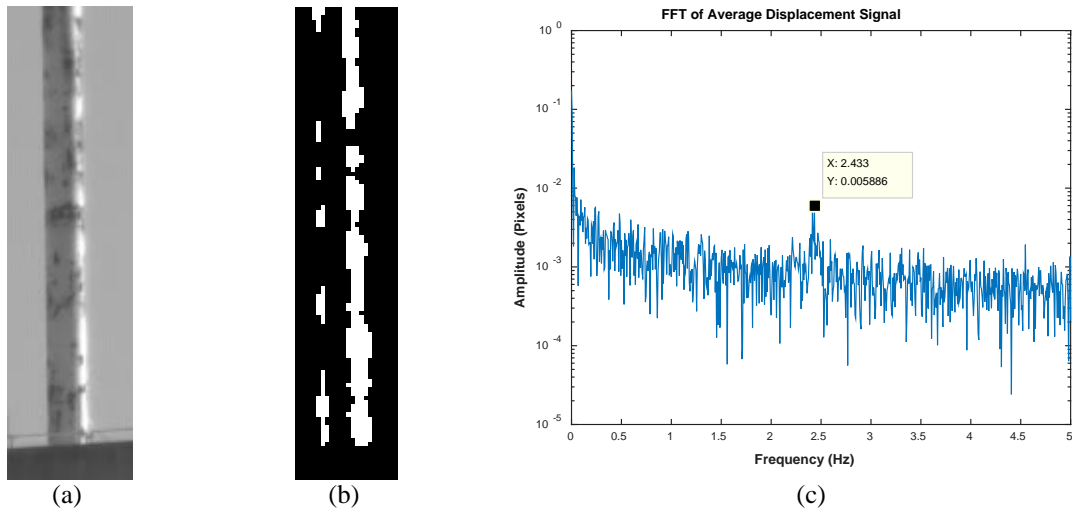 FFT of Average Displacement Signal
10^0
10^-1
10^-2
10^-3
10^-4
10^-5
Amplitude (Pixels)
X: 2.433
Y: 0.005886
0 0.5 1 1.5 2 2.5 3 3.5 4 4.5 5
Frequency (Hz)
(a) (b) (c)